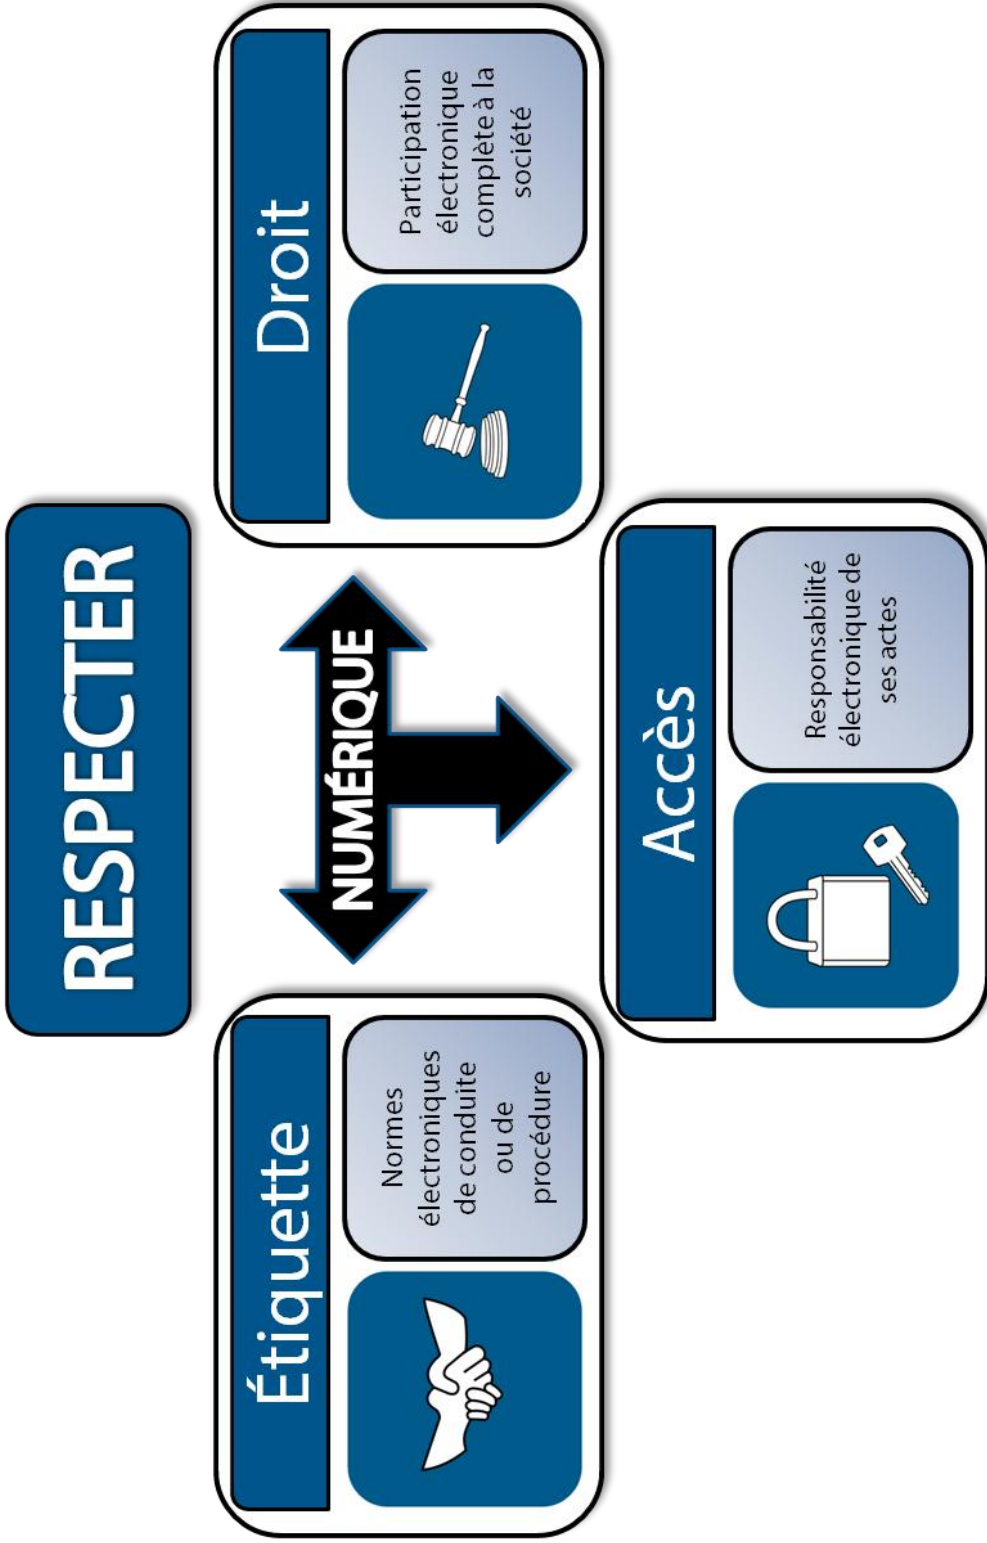 RESPECTER
Étiquette
Normes
électroniques
de conduite
ou de
procédure
NUMÉRIQUE
Droit
Participation
électronique
complète à la
société
Accès
Responsabilité
électronique de
ses actes